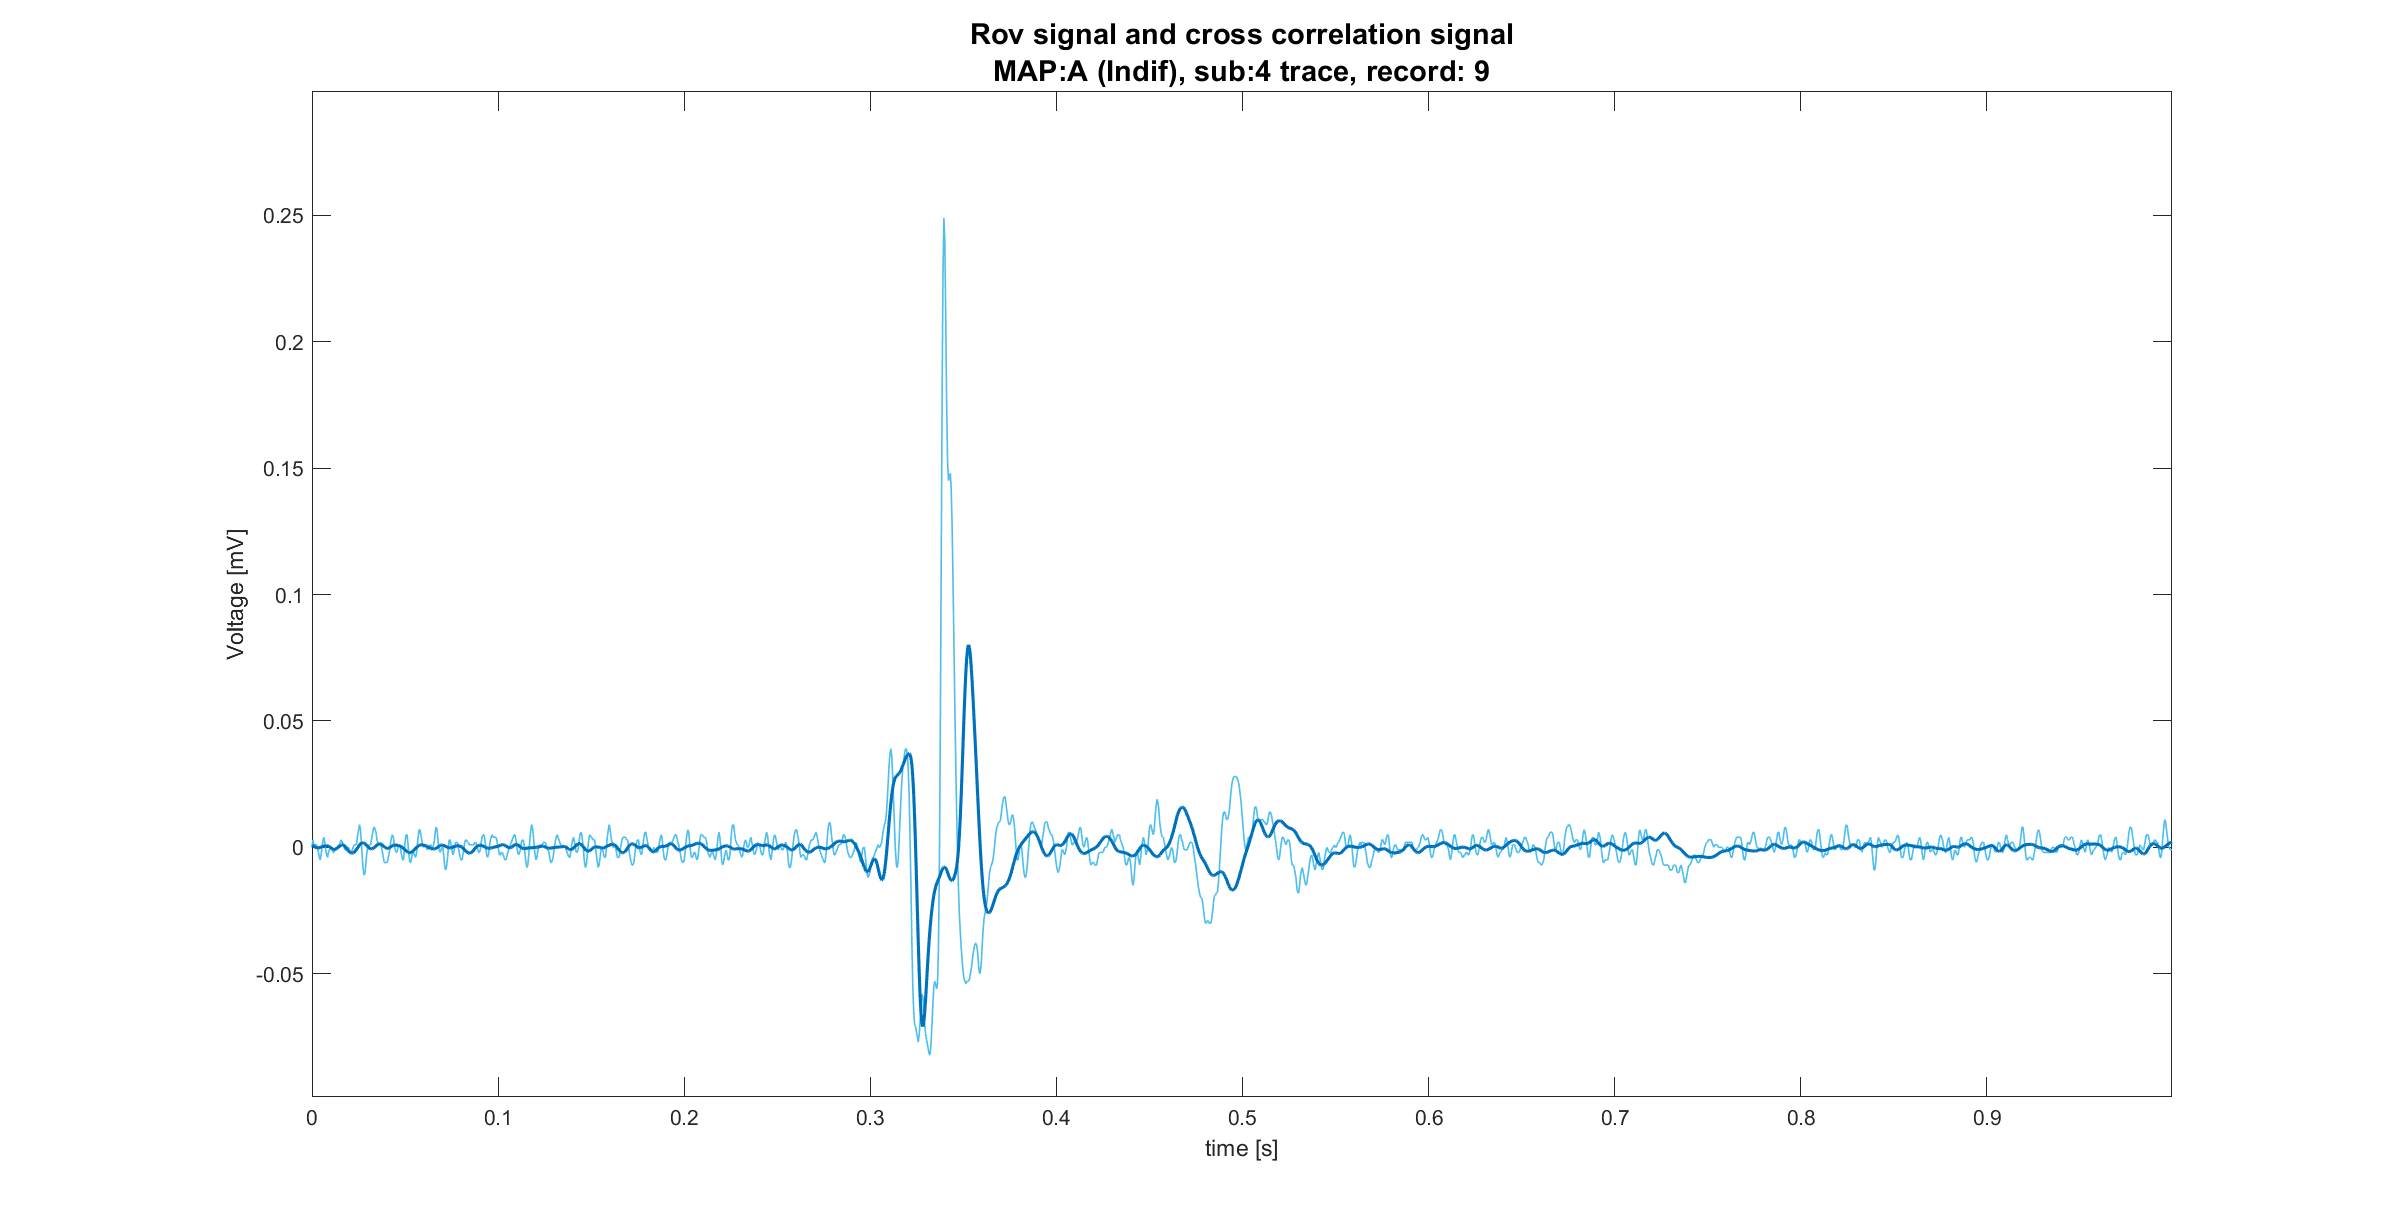 Rov signal and cross correlation signal
MAP:A (Indif), sub:4 trace, record: 9
0.25
0.2
0.15
0.1
0.05
0
-0.05
Voltage [mV]
0 0.1 0.2 0.3 0.4 0.5 0.6 0.7 0.8 0.9
time [s]